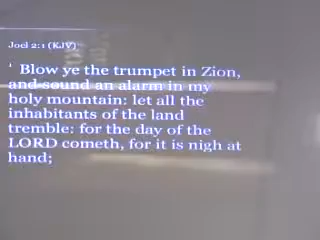 Joel 2:1 (KJV)
‘ Blow ye the trumpet in Zion,
and sound an alarm in my
holy mountain: let all the
inhabitants of the land
tremble: for the day of the
LORD cometh, for it is nigh at
hand;